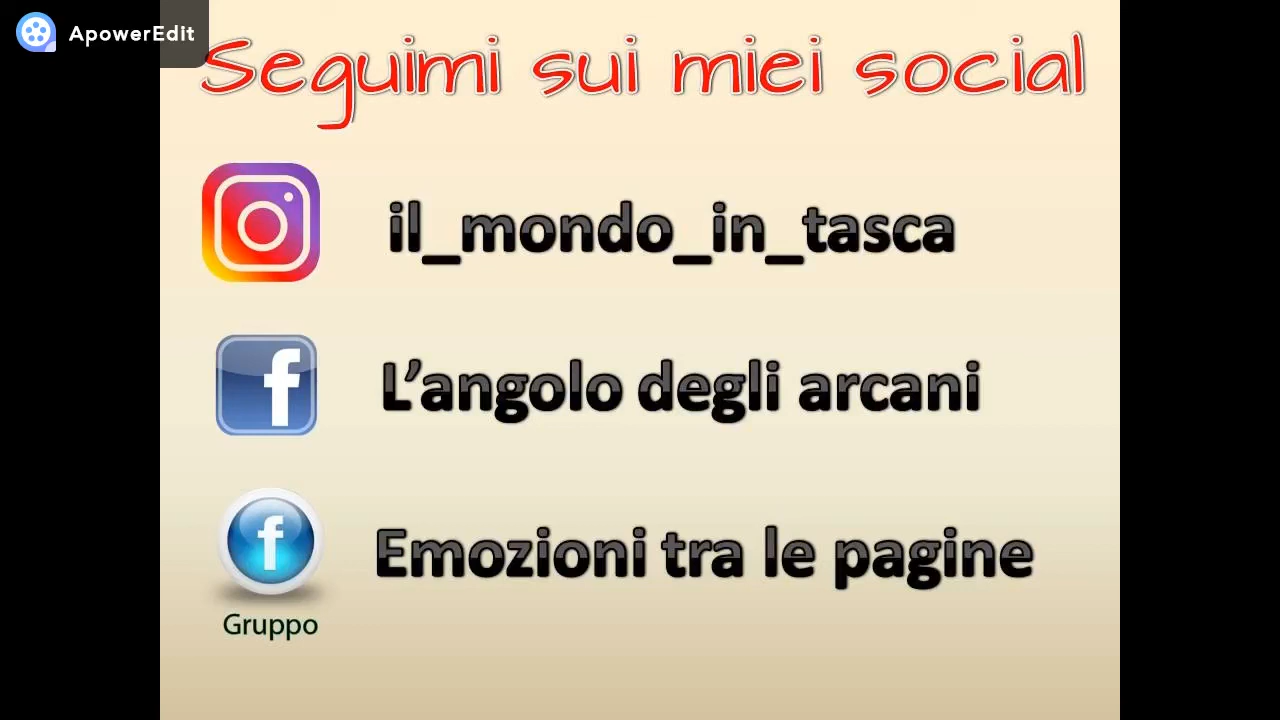 ApowerEdit
Seguimi sui miei social
il_mondo_in_tasca
L’angolo degli arcani
Emozioni tra le pagine
Gruppo